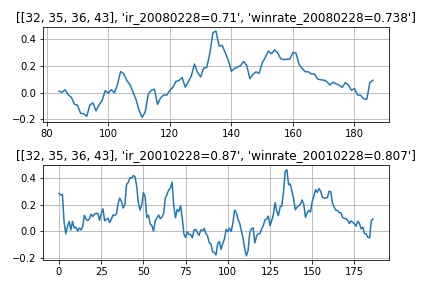 [[32, 35, 36, 43], 'ir_20080228=0.71', 'winrate_20080228=0.738']
0.4
0.2
0.0
−0.2
80 100 120 140 160 180
[[32, 35, 36, 43], 'ir_20010228=0.87', 'winrate_20010228=0.807']
0.4
0.2
0.0
−0.2
0 25 50 75 100 125 150 175